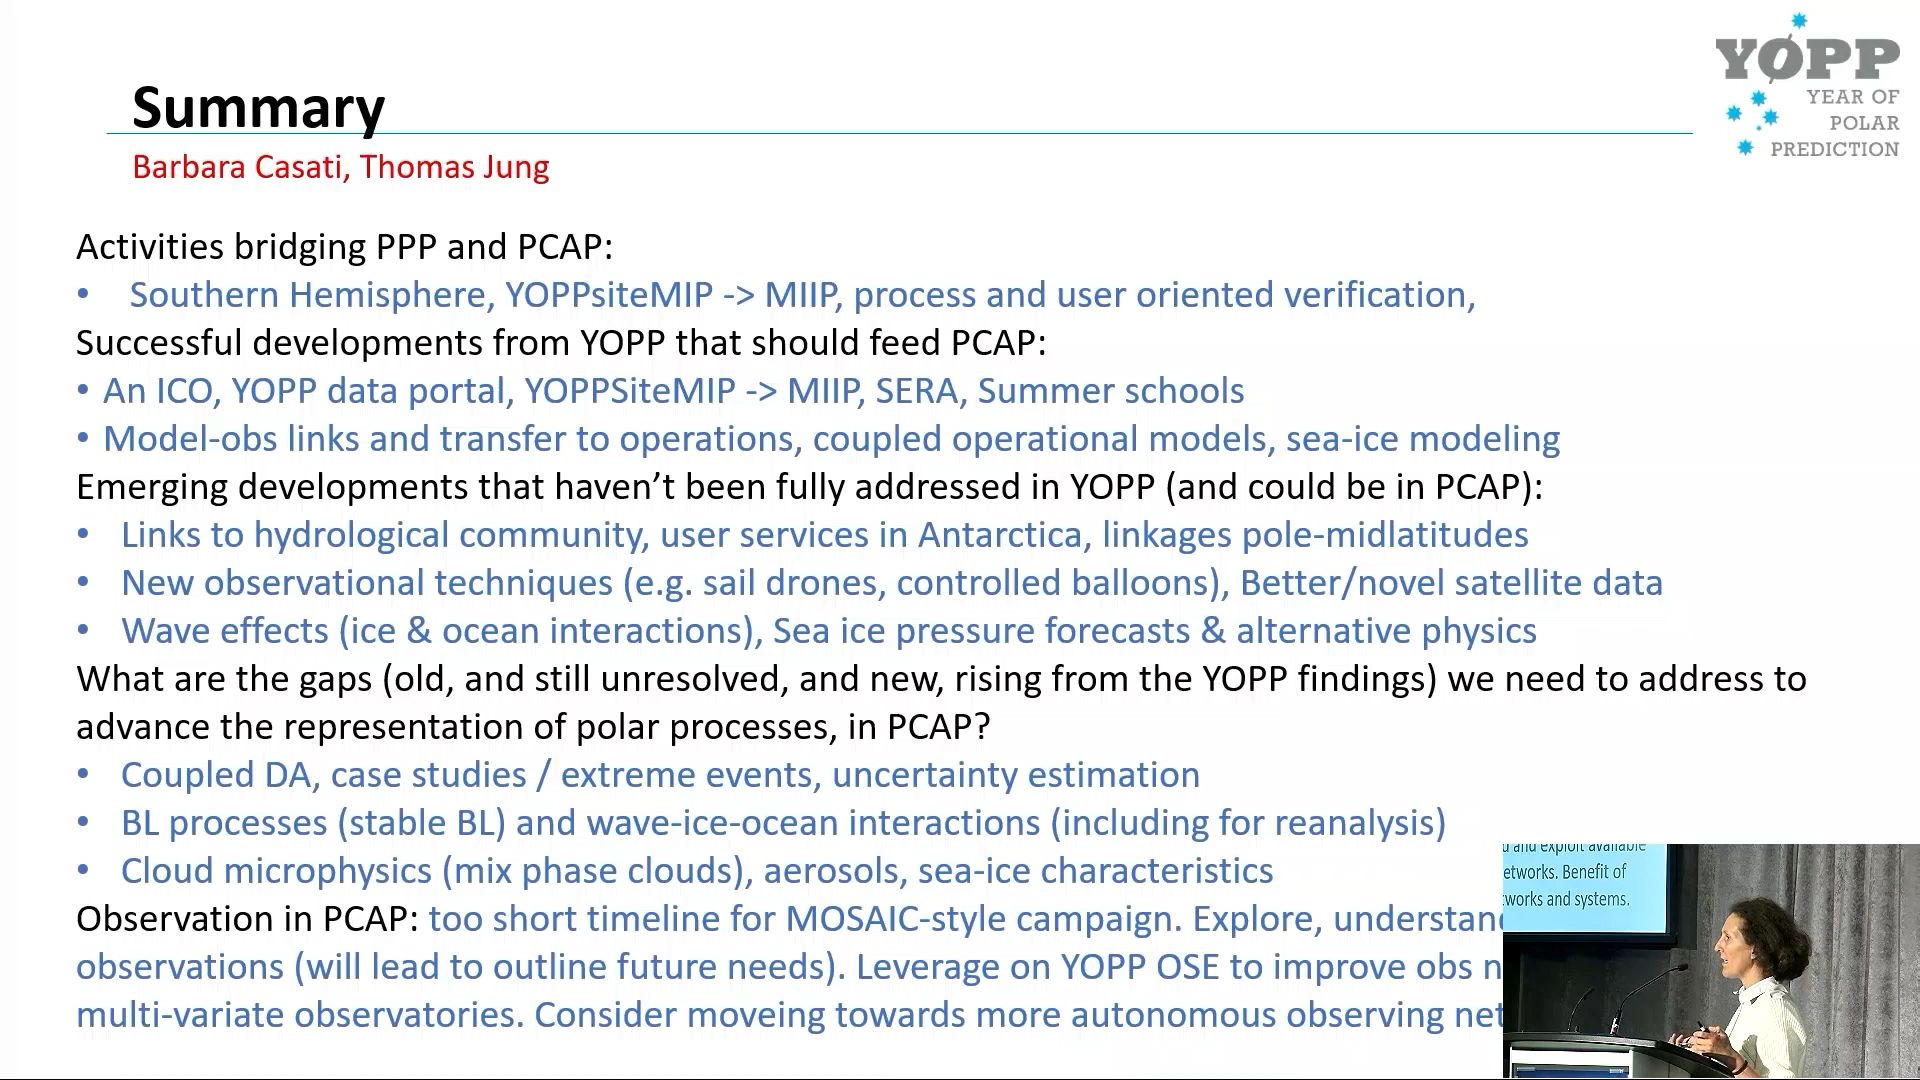 Summary
YOPP
YEAR OF
POLAR
PREDICTION
Barbara Casati, Thomas Jung
Activities bridging PPP and PCAP:
• Southern Hemisphere, YOPPsiteMIP -> MIIP, process and user oriented verification,
Successful developments from YOPP that should feed PCAP:
• An ICO, YOPP data portal, YOPPSiteMIP -> MIIP, SERA, Summer schools
• Model-obs links and transfer to operations, coupled operational models, sea-ice modeling
Emerging developments that haven't been fully addressed in YOPP (and could be in PCAP):
• Links to hydrological community, user services in Antarctica, linkages pole-midlatitudes
• New observational techniques (e.g. sail drones, controlled balloons), Better/novel satellite data
• Wave effects (ice & ocean interactions), Sea ice pressure forecasts & alternative physics
What are the gaps (old, and still unresolved, and new, rising from the YOPP findings) we need to address to
advance the representation of polar processes, in PCAP?
• Coupled DA, case studies / extreme events, uncertainty estimation
• BL processes (stable BL) and wave-ice-ocean interactions (including for reanalysis)
• Cloud microphysics (mix phase clouds), aerosols, sea-ice characteristics
Observation in PCAP: too short timeline for MOSAIC-style campaign. Explore, understand
observations (will lead to outline future needs). Leverage on YOPP OSE to improve obs n
multi-variate observatories. Consider moveing towards more autonomous observing net
d and exploit available
etworks. Benefit of
tworks and systems.